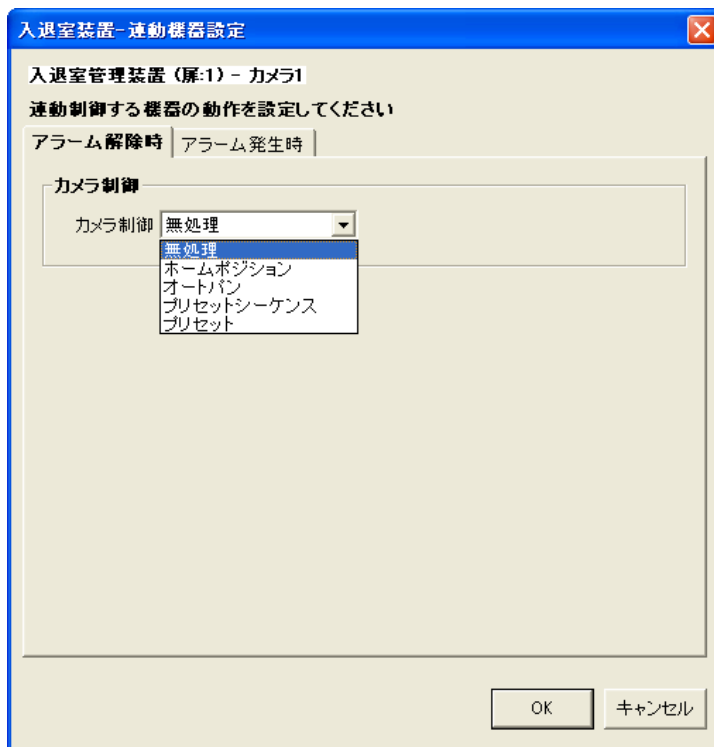 入退室装置-連動機器設定
入退室管理装置 (扉:1) - カメラ1
連動制御する機器の動作を設定してください
アラーム解除時 アラーム発生時
カメラ制御
カメラ制御 無処理
無処理
ホームポジション
オートパン
プリセットシーケンス
プリセット
OK キャンセル